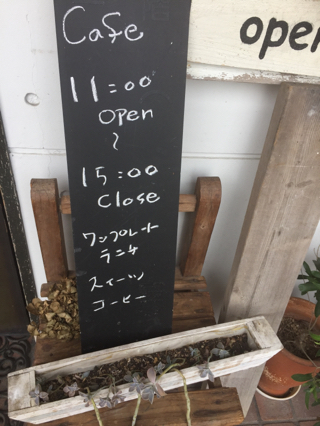 Cafe
11:00
open
~
15:00
Close
ワンプレート
ランチ
スイーツ
コーヒー
open